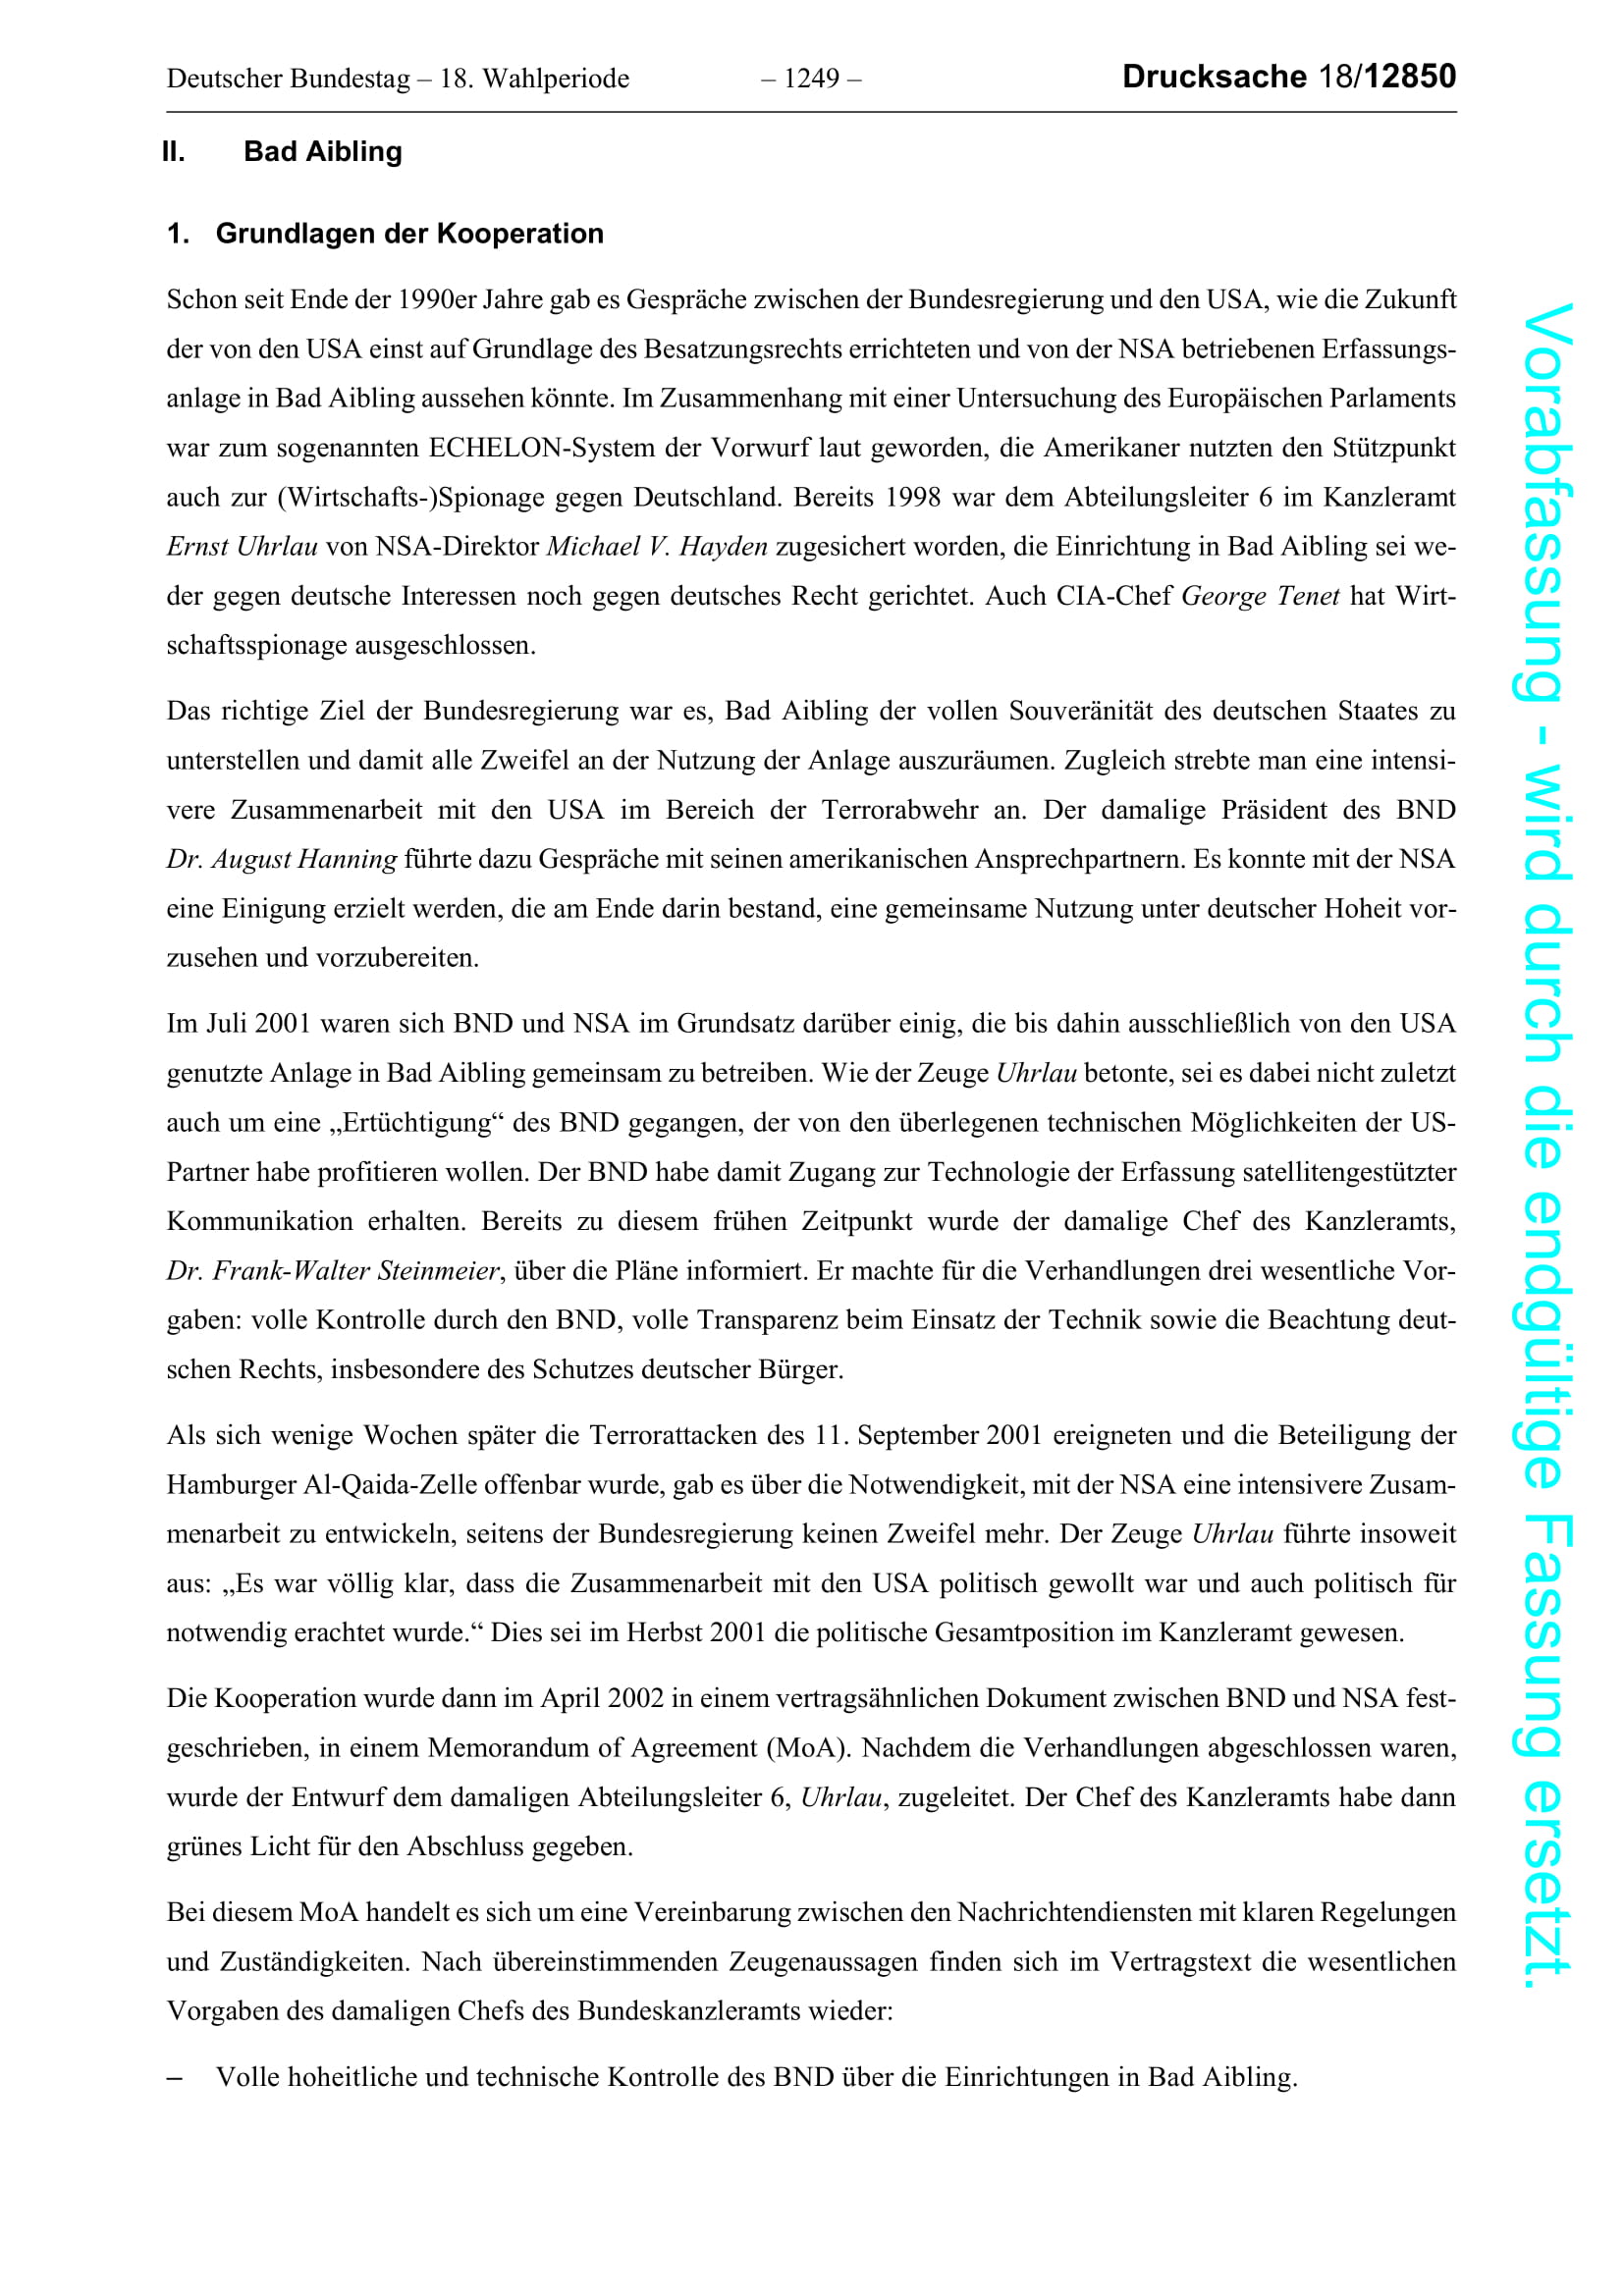 Deutscher Bundestag – 18. Wahlperiode – 1249 – Drucksache 18/12850
II. Bad Aibling
1. Grundlagen der Kooperation
Schon seit Ende der 1990er Jahre gab es Gespräche zwischen der Bundesregierung und den USA, wie die Zukunft
der von den USA einst auf Grundlage des Besatzungsrechts errichteten und von der NSA betriebenen Erfassungs-
anlage in Bad Aibling aussehen könnte. Im Zusammenhang mit einer Untersuchung des Europäischen Parlaments
war zum sogenannten ECHELON-System der Vorwurf laut geworden, die Amerikaner nutzten den Stützpunkt
auch zur (Wirtschafts-)Spionage gegen Deutschland. Bereits 1998 war dem Abteilungsleiter 6 im Kanzleramt
Ernst Uhrlau von NSA-Direktor Michael V. Hayden zugesichert worden, die Einrichtung in Bad Aibling sei we-
der gegen deutsche Interessen noch gegen deutsches Recht gerichtet. Auch CIA-Chef George Tenet hat Wirt-
schaftsspionage ausgeschlossen.
Das richtige Ziel der Bundesregierung war es, Bad Aibling der vollen Souveränität des deutschen Staates zu
unterstellen und damit alle Zweifel an der Nutzung der Anlage auszuräumen. Zugleich strebte man eine intensi-
vere Zusammenarbeit mit den USA im Bereich der Terrorabwehr an. Der damalige Präsident des BND
Dr. August Hanning führte dazu Gespräche mit seinen amerikanischen Ansprechpartnern. Es konnte mit der NSA
eine Einigung erzielt werden, die am Ende darin bestand, eine gemeinsame Nutzung unter deutscher Hoheit vor-
zusehen und vorzubereiten.
Im Juli 2001 waren sich BND und NSA im Grundsatz darüber einig, die bis dahin ausschließlich von den USA
genutzte Anlage in Bad Aibling gemeinsam zu betreiben. Wie der Zeuge Uhrlau betonte, sei es dabei nicht zuletzt
auch um eine „Ertüchtigung“ des BND gegangen, der von den überlegenen technischen Möglichkeiten der US-
Partner habe profitieren wollen. Der BND habe damit Zugang zur Technologie der Erfassung satellitengestützter
Kommunikation erhalten. Bereits zu diesem frühen Zeitpunkt wurde der damalige Chef des Kanzleramts,
Dr. Frank-Walter Steinmeier, über die Pläne informiert. Er machte für die Verhandlungen drei wesentliche Vor-
gaben: volle Kontrolle durch den BND, volle Transparenz beim Einsatz der Technik sowie die Beachtung deut-
schen Rechts, insbesondere des Schutzes deutscher Bürger.
Als sich wenige Wochen später die Terrorattacken des 11. September 2001 ereigneten und die Beteiligung der
Hamburger Al-Qaida-Zelle offenbar wurde, gab es über die Notwendigkeit, mit der NSA eine intensivere Zusam-
menarbeit zu entwickeln, seitens der Bundesregierung keinen Zweifel mehr. Der Zeuge Uhrlau führte insoweit
aus: „Es war völlig klar, dass die Zusammenarbeit mit den USA politisch gewollt war und auch politisch für
notwendig erachtet wurde.“ Dies sei im Herbst 2001 die politische Gesamtposition im Kanzleramt gewesen.
Die Kooperation wurde dann im April 2002 in einem vertragsähnlichen Dokument zwischen BND und NSA fest-
geschrieben, in einem Memorandum of Agreement (MoA). Nachdem die Verhandlungen abgeschlossen waren,
wurde der Entwurf dem damaligen Abteilungsleiter 6, Uhrlau, zugeleitet. Der Chef des Kanzleramts habe dann
grünes Licht für den Abschluss gegeben.
Bei diesem MoA handelt es sich um eine Vereinbarung zwischen den Nachrichtendiensten mit klaren Regelungen
und Zuständigkeiten. Nach übereinstimmenden Zeugenaussagen finden sich im Vertragstext die wesentlichen
Vorgaben des damaligen Chefs des Bundeskanzleramts wieder:
– Volle hoheitliche und technische Kontrolle des BND über die Einrichtungen in Bad Aibling.
Vorabfassung - wird durch die endgültige Fassung ersetzt.